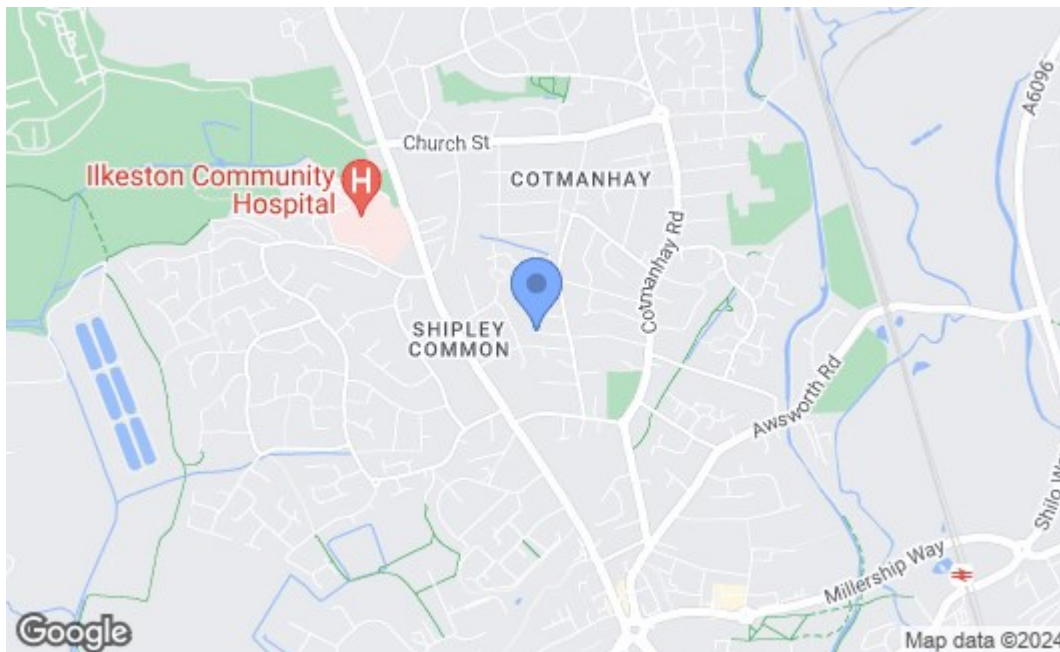 Church St
Ilkeston Community
Hospital
H
COTMANHAY
Cotmanhay Rd
A6096
SHIPLEY
COMMON
Awsworth Rd
Shilo Wa
Millership Way
Google
Map data ©2024